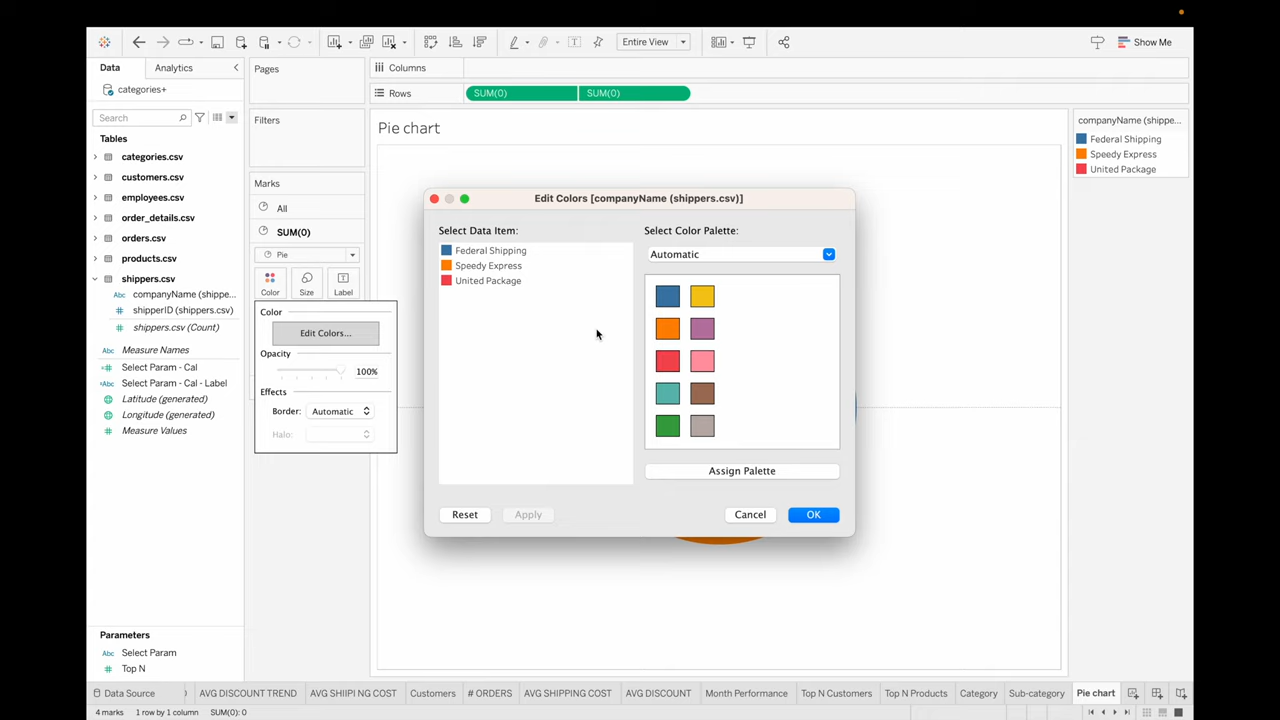 Entire View
Show Me
Data
Analytics
categories+
Search
Tables
categories.csv
customers.csv
employees.csv
order_details.csv
orders.csv
products.csv
shippers.csv
Abc companyName (shippe...
# shipperID (shippers.csv)
shippers.csv (Count)
Abc Measure Names
Select Param - Cal
Abc Select Param - Cal - Label
Latitude (generated)
Longitude (generated)
Abc Measure Values
Parameters
Abc Select Param
# Top N
Pages
Filters
Marks
All
SUM(0)
Pie
Color
Size
Label
Color
Edit Colors...
Opacity
100%
Effects
Border: Automatic
Halo:
Columns
Rows
SUM(0)
SUM(0)
Pie chart
Edit Colors [companyName (shippers.csv)]
Select Data Item:
Federal Shipping
Speedy Express
United Package
Select Color Palette:
Automatic
Assign Palette
Reset
Apply
Cancel
OK
companyName (shippe...
Federal Shipping
Speedy Express
United Package
Data Source
AVG DISCOUNT TREND
AVG SHIIPI NG COST
Customers
# ORDERS
AVG SHIPPING COST
AVG DISCOUNT
Month Performance
Top N Customers
Top N Products
Category
Sub-category
Pie chart
4 marks
1 row by 1 column
SUM(0): 0